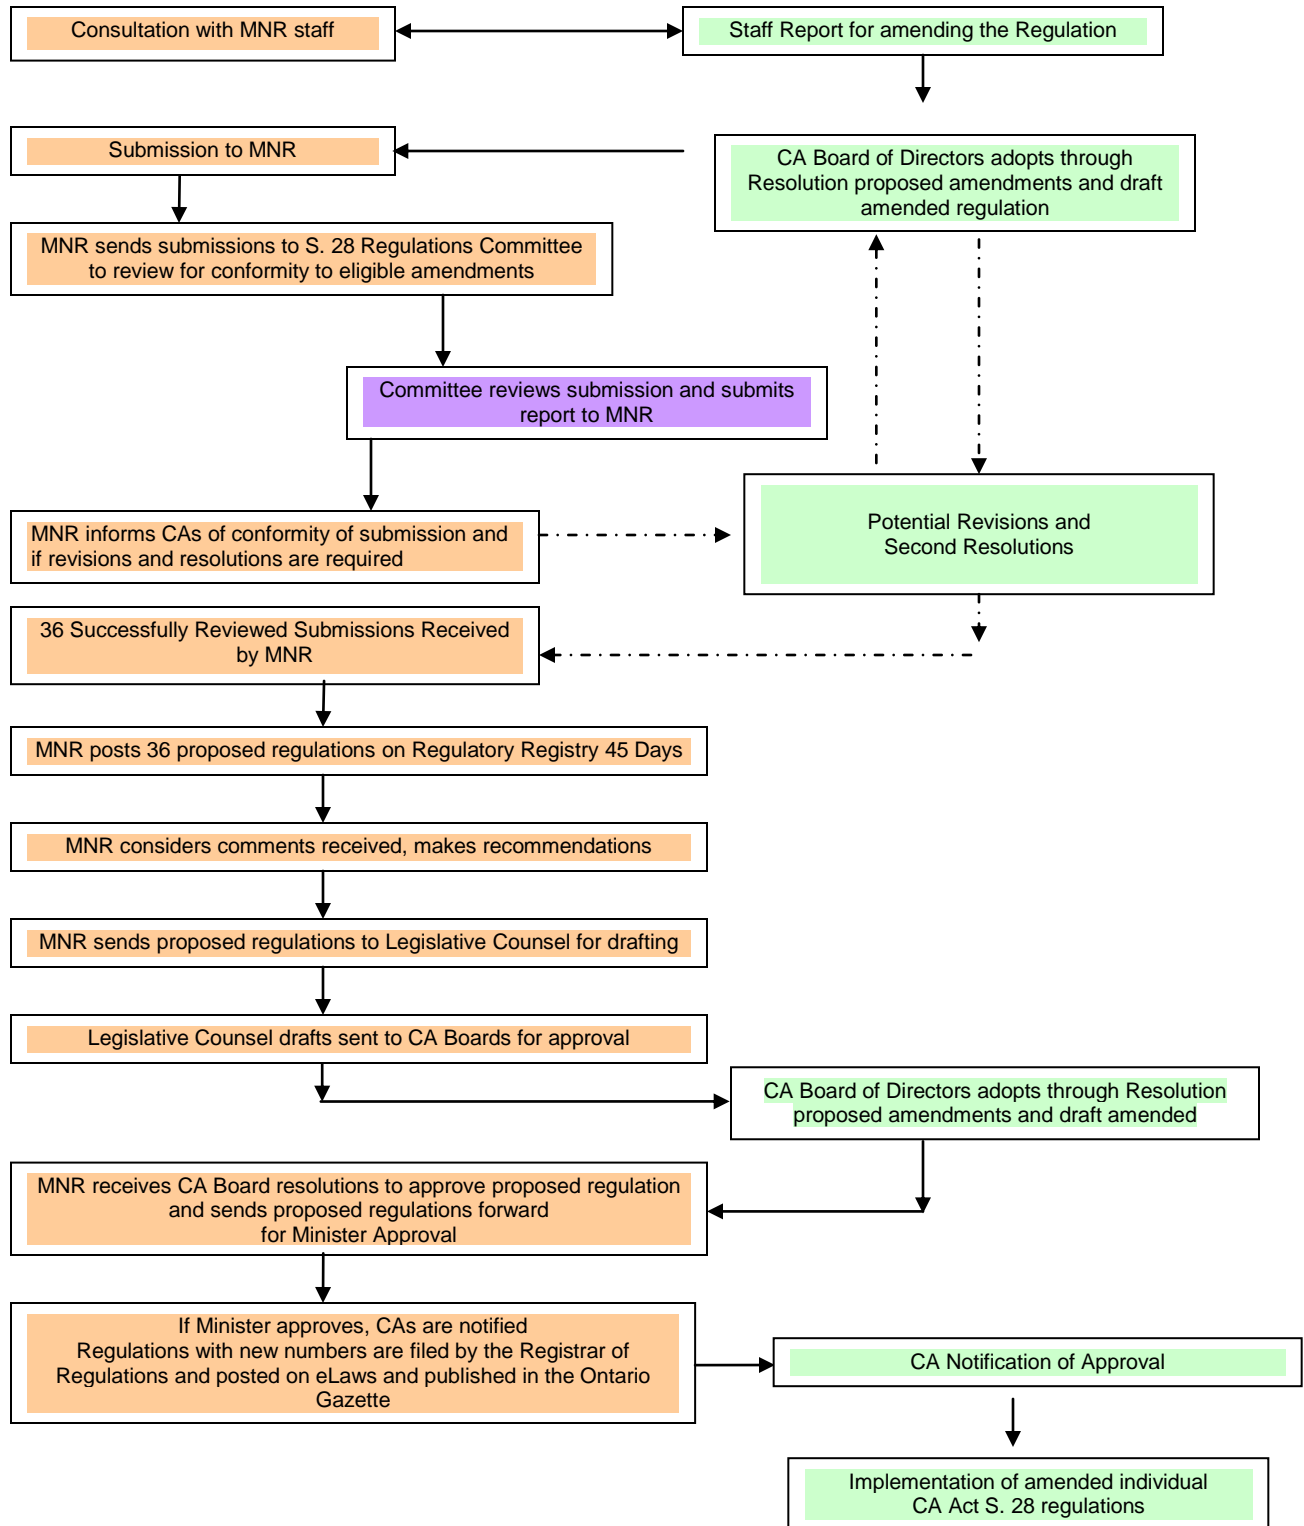 Consultation with MNR staff
Staff Report for amending the Regulation
Submission to MNR
CA Board of Directors adopts through
Resolution proposed amendments and draft
amended regulation
MNR sends submissions to S. 28 Regulations Committee
to review for conformity to eligible amendments
Committee reviews submission and submits
report to MNR
MNR informs CAs of conformity of submission and
if revisions and resolutions are required
Potential Revisions and
Second Resolutions
36 Successfully Reviewed Submissions Received
by MNR
MNR posts 36 proposed regulations on Regulatory Registry 45 Days
MNR considers comments received, makes recommendations
MNR sends proposed regulations to Legislative Counsel for drafting
Legislative Counsel drafts sent to CA Boards for approval
CA Board of Directors adopts through Resolution
proposed amendments and draft amended
MNR receives CA Board resolutions to approve proposed regulation
and sends proposed regulations forward
for Minister Approval
If Minister approves, CAs are notified
Regulations with new numbers are filed by the Registrar of
Regulations and posted on eLaws and published in the Ontario
Gazette
CA Notification of Approval
Implementation of amended individual
CA Act S. 28 regulations